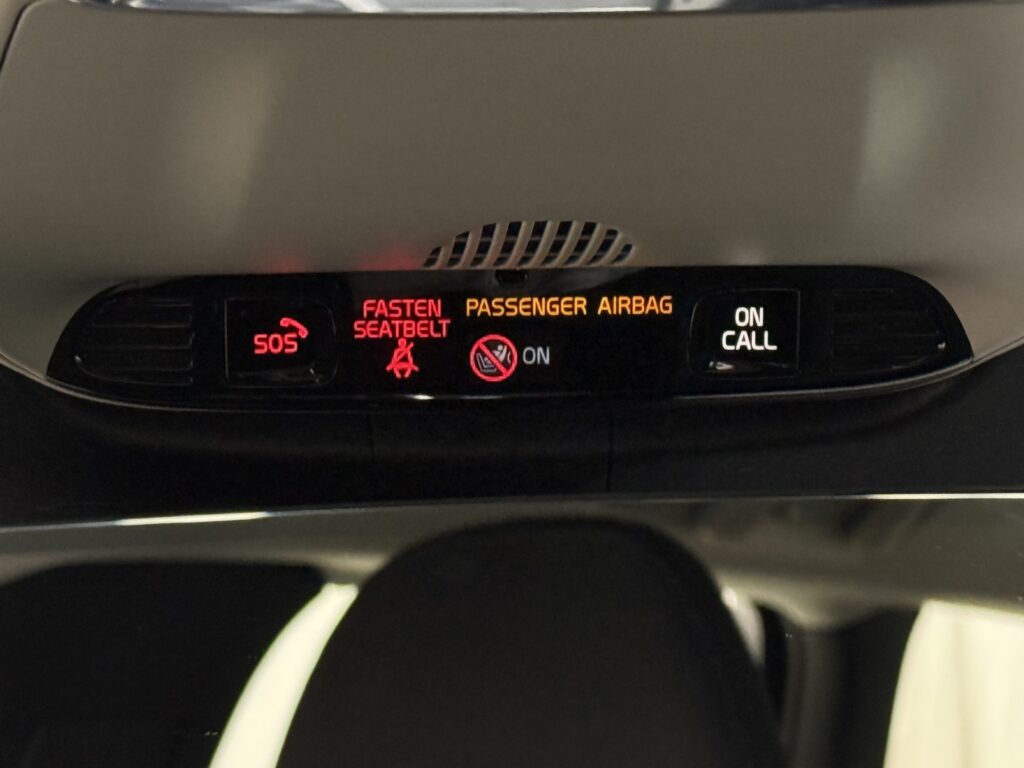 SOS
FASTEN
SEATBELT
PASSENGER AIRBAG
ON
ON
CALL